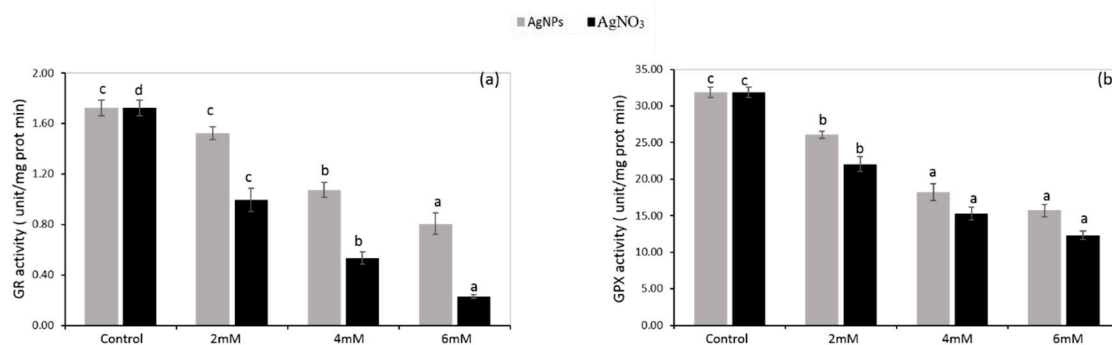 AgNPs AgNO₃
(a)
GR activity ( unit/mg prot min)
2.00
1.60
1.20
0.80
0.40
0.00
c d c c b b a a
Control 2mM 4mM 6mM
(b
GPX activity ( unit/mg prot min)
35.00
30.00
25.00
20.00
15.00
10.00
5.00
0.00
c c b b a a a a
Control 2mM 4mM 6mM